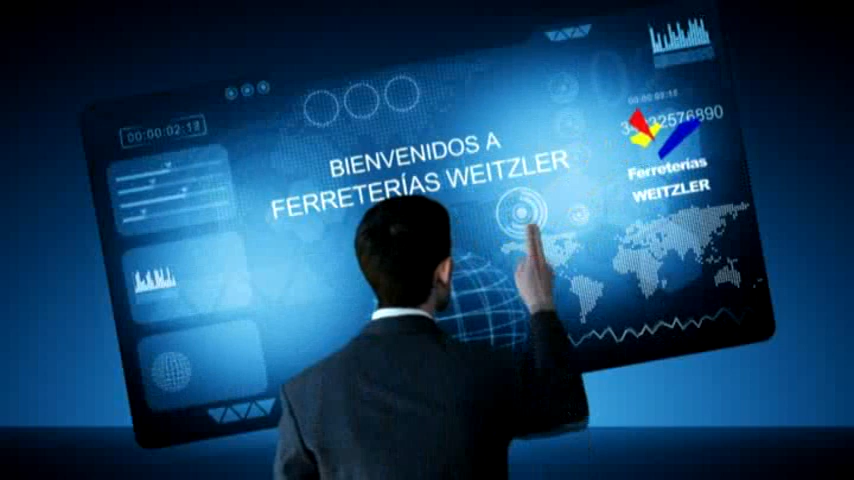 00:00:02:18
BIENVENIDOS A
FERRETERÍAS WEITZLER
Ferreterías
WEITZLER